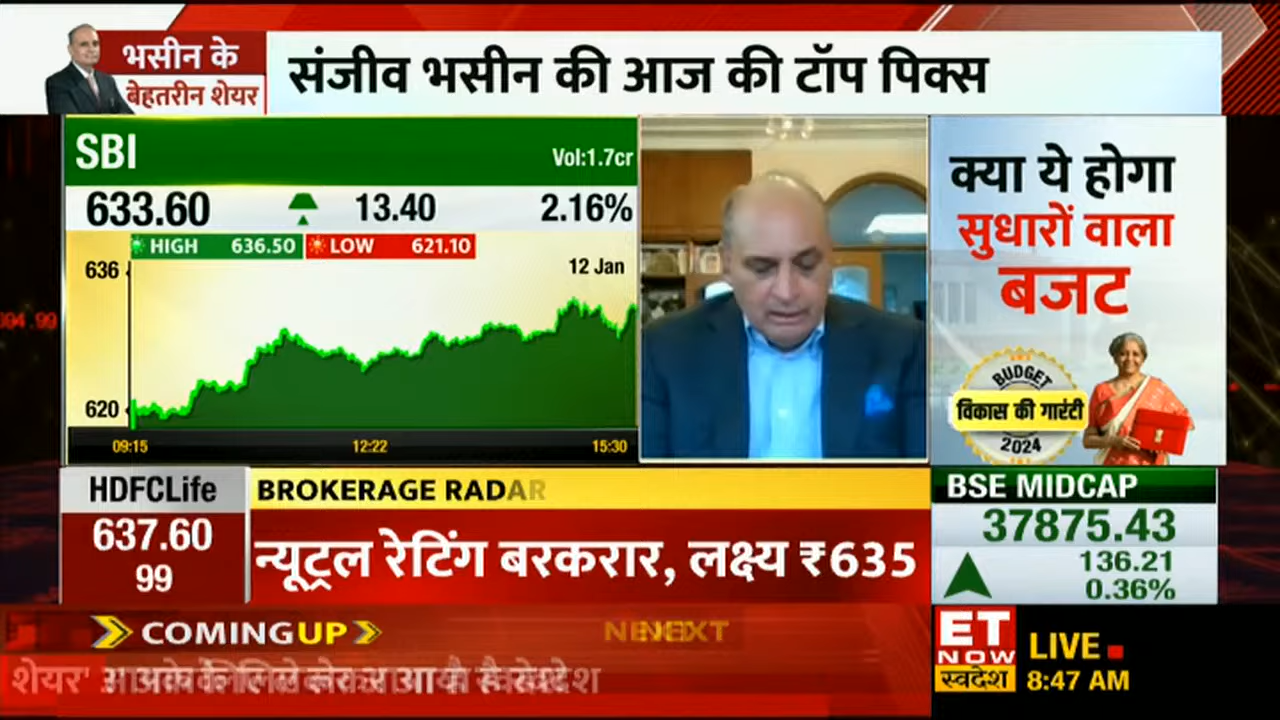 भसीन के
बेहतरीन शेयर
संजीव भसीन की आज की टॉप पिक्स
SBI
Vol:1.7cr
633.60 13.40 2.16%
HIGH 636.50 LOW 621.10
12 Jan
636
620
09:15 12:22 15:30
क्या ये होगा
सुधारों वाला
बजट
BUDGET
विकास की गारंटी
2024
HDFCLife
637.60
99
BROKERAGE RADAR
न्यूट्रल रेटिंग बरकरार, लक्ष्य ₹635
BSE MIDCAP
37875.43
136.21
0.36%
COMING UP
शेयर'
ET
NOW
स्वदेश
LIVE
8:47 AM